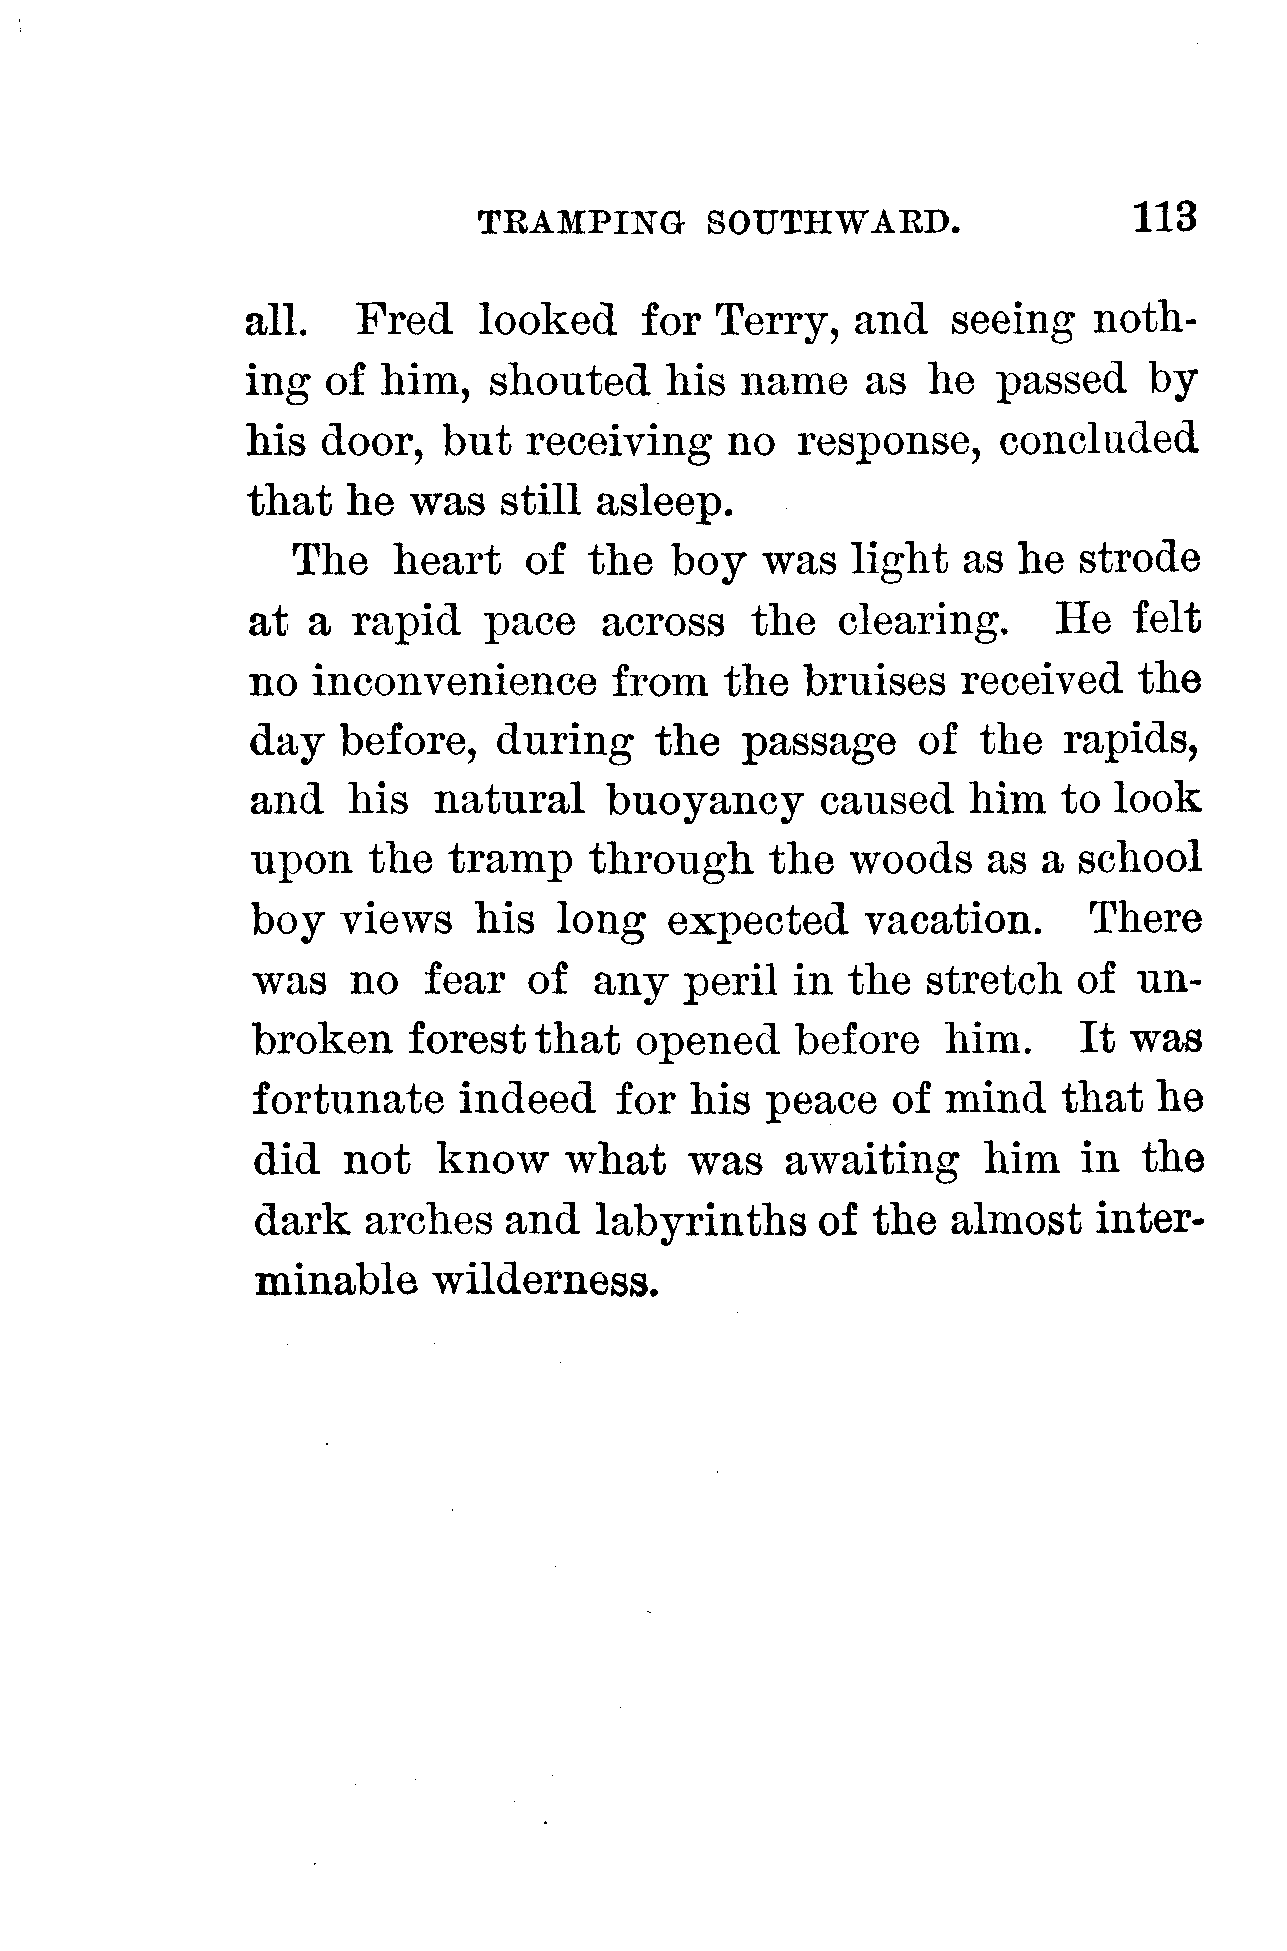 TRAMPING SOUTHWARD. 113
all. Fred looked for Terry, and seeing noth-
ing of him, shouted his name as he passed by
his door, but receiving no response, concluded
that he was still asleep.
The heart of the boy was light as he strode
at a rapid pace across the clearing. He felt
no inconvenience from the bruises received the
day before, during the passage of the rapids,
and his natural buoyancy caused him to look
upon the tramp through the woods as a school
boy views his long expected vacation. There
was no fear of any peril in the stretch of un-
broken forest that opened before him. It was
fortunate indeed for his peace of mind that he
did not know what was awaiting him in the
dark arches and labyrinths of the almost inter-
minable wilderness.